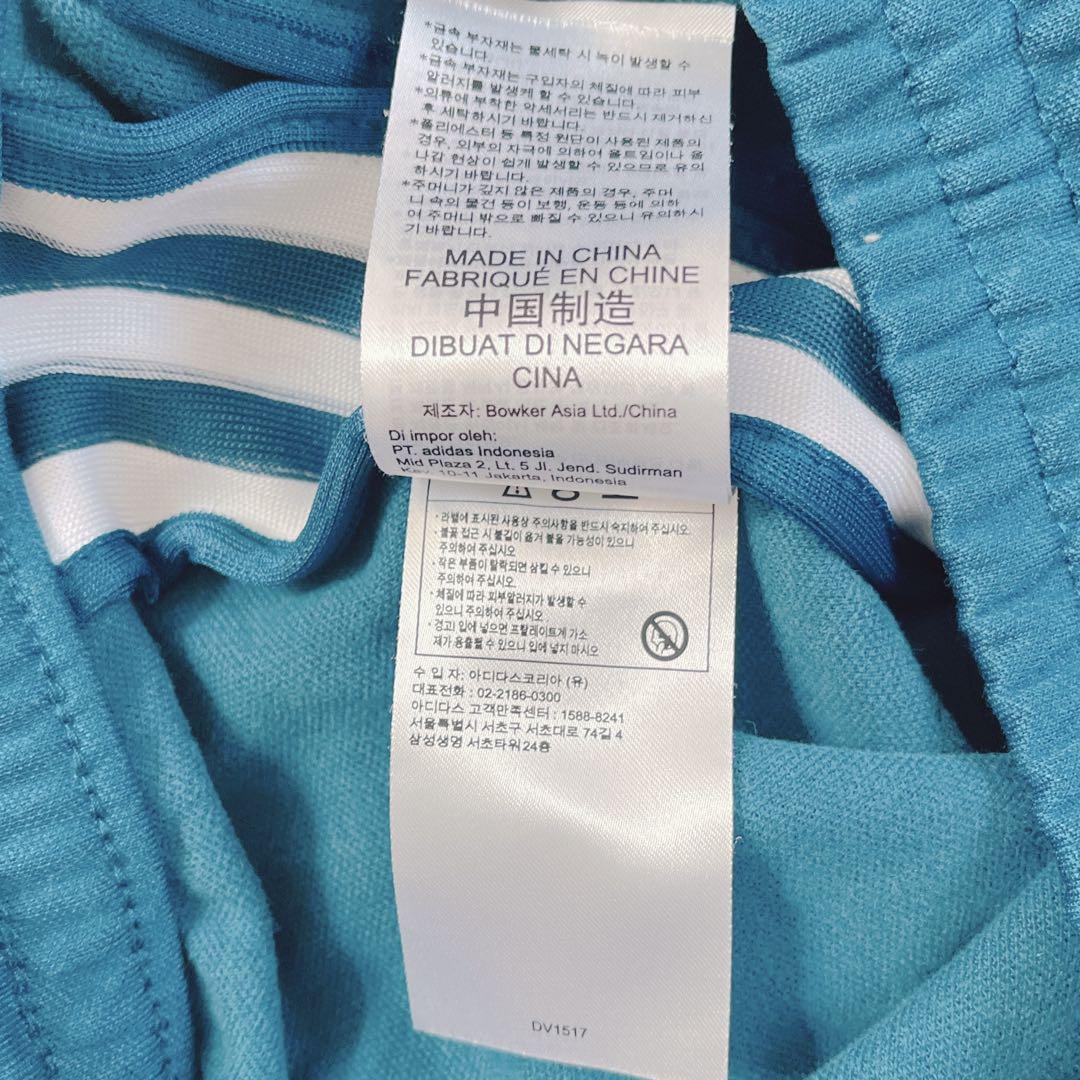 *금속 부자재는 물세탁 시 녹이 발생할 수
있습니다.
*금속 부자재는 구입자의 체질에 따라 피부
알러지를 발생케 할 수 있습니다.
*의류에 부착한 악세서리는 반드시 제거하신
후 세탁하시기 바랍니다.
*폴리에스터 등 특정 원단이 사용된 제품의
경우, 외부의 자극에 의하여 올트임이나 올
나감 현상이 쉽게 발생할 수 있으므로 유의
하시기 바랍니다.
*주머니가 깊지 않은 제품의 경우, 주머
니 속의 물건 등이 보행, 운동 등에 의하
여 주머니 밖으로 빠질 수 있으니 유의하시
기 바랍니다.
MADE IN CHINA
FABRIQUÉ EN CHINE
中国制造
DIBUAT DI NEGARA
CINA
제조자: Bowker Asia Ltd./China
Di impor oleh:
PT. adidas Indonesia
Mid Plaza 2, Lt. 5 Jl. Jend. Sudirman
Kav. 10-11 Jakarta, Indonesia
· 라벨에 표시된 사용상 주의사항을 반드시 숙지하여 주십시오.
· 불꽃 접근 시 불길이 옮겨 붙을 가능성이 있으니
주의하여 주십시오
· 작은 부품이 탈락되면 삼킬 수 있으니
주의하여 주십시오.
· 체질에 따라 피부알러지가 발생할 수
있으니 주의하여 주십시오
· 경고! 입에 넣으면 프탈레이트계 가소
제가 용출될 수 있으니 입에 넣지 마시오
수 입 자: 아디다스코리아 (유)
대표전화 : 02-2186-0300
아디다스 고객만족센터 : 1588-8241
서울특별시 서초구 서초대로 74길 4
삼성생명 서초타워24층
DV1517